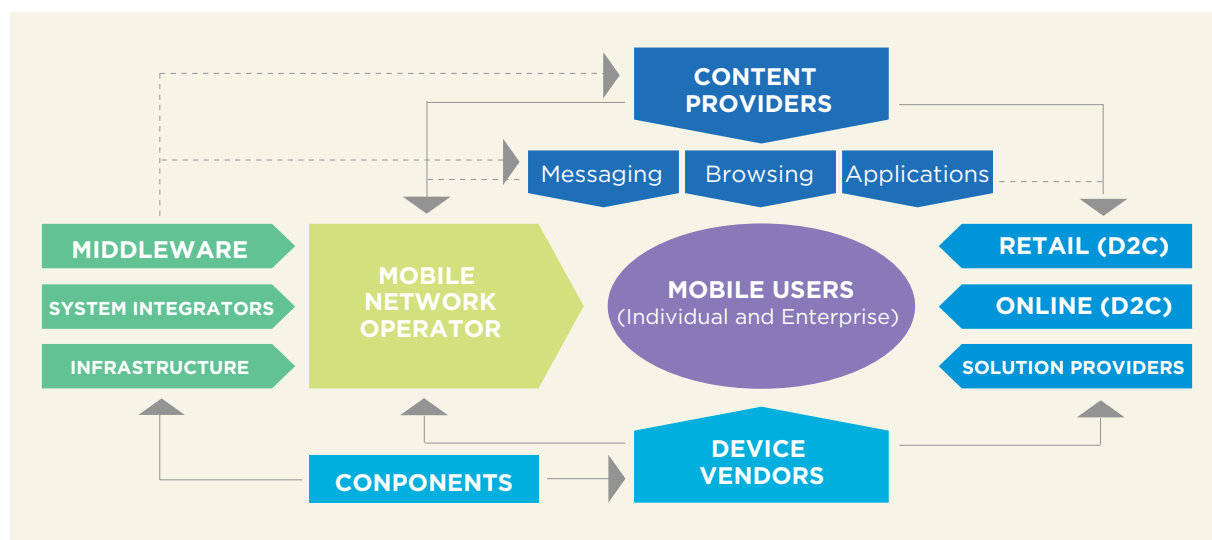 CONTENT
PROVIDERS
Messaging
Browsing
Applications
MIDDLEWARE
SYSTEM INTEGRATORS
INFRASTRUCTURE
MOBILE
NETWORK
OPERATOR
MOBILE USERS
(Individual and Enterprise)
RETAIL (D2C)
ONLINE (D2C)
SOLUTION PROVIDERS
CONPONENTS
DEVICE
VENDORS